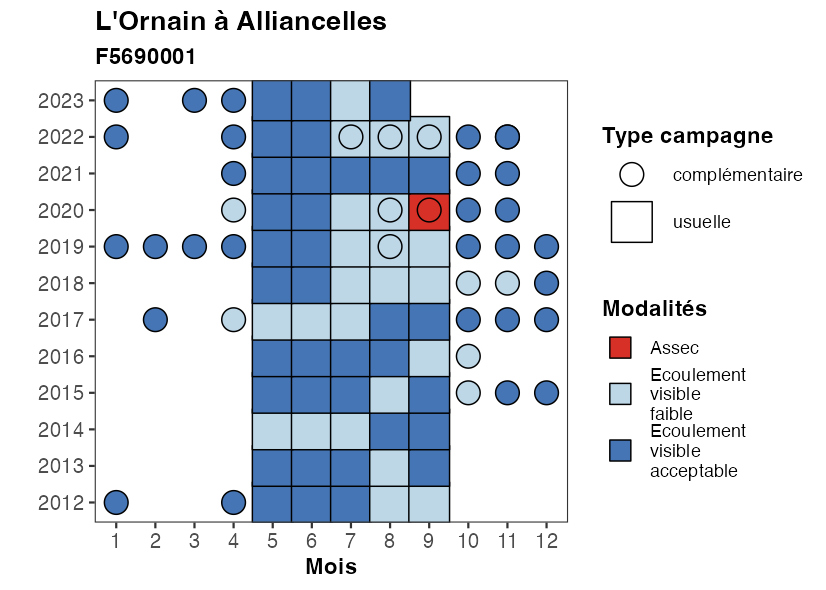 L'Ornain à Alliancelles
F5690001
2023
2022
2021
2020
2019
2018
2017
2016
2015
2014
2013
2012
1 2 3 4 5 6 7 8 9 10 11 12
Mois
Type campagne
complémentaire
usuelle
Modalités
Assec
Ecoulement
visible
faible
Ecoulement
visible
acceptable